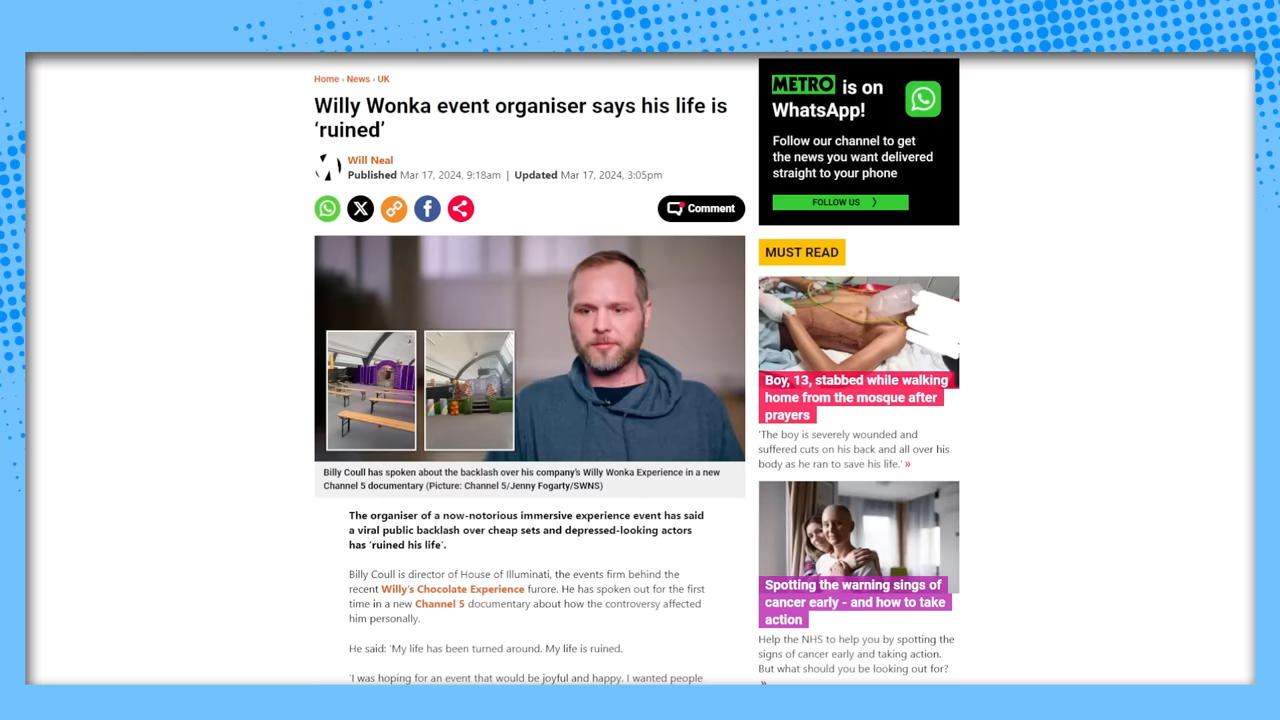 Home › News › UK
Willy Wonka event organiser says his life is
‘ruined’
Will Neal
Published Mar 17, 2024, 9:18am | Updated Mar 17, 2024, 3:05pm
Comment
Billy Coull has spoken about the backlash over his company's Willy Wonka Experience in a new
Channel 5 documentary (Picture: Channel 5/Jenny Fogarty/SWNS)
The organiser of a now-notorious immersive experience event has said
a viral public backlash over cheap sets and depressed-looking actors
has ‘ruined his life’.
Billy Coull is director of House of Illuminati, the events firm behind the
recent Willy's Chocolate Experience furore. He has spoken out for the first
time in a new Channel 5 documentary about how the controversy affected
him personally.
He said: ‘My life has been turned around. My life is ruined.
‘I was hoping for an event that would be joyful and happy. I wanted people
METRO is on
WhatsApp!
Follow our channel to get
the news you want delivered
straight to your phone
FOLLOW US 〉
MUST READ
Boy, 13, stabbed while walking
home from the mosque after
prayers
‘The boy is severely wounded and
suffered cuts on his back and all over his
body as he ran to save his life.’ »
Spotting the warning sings of
cancer early - and how to take
action
Help the NHS to help you by spotting the
signs of cancer early and taking action.
But what should you be looking out for?
»